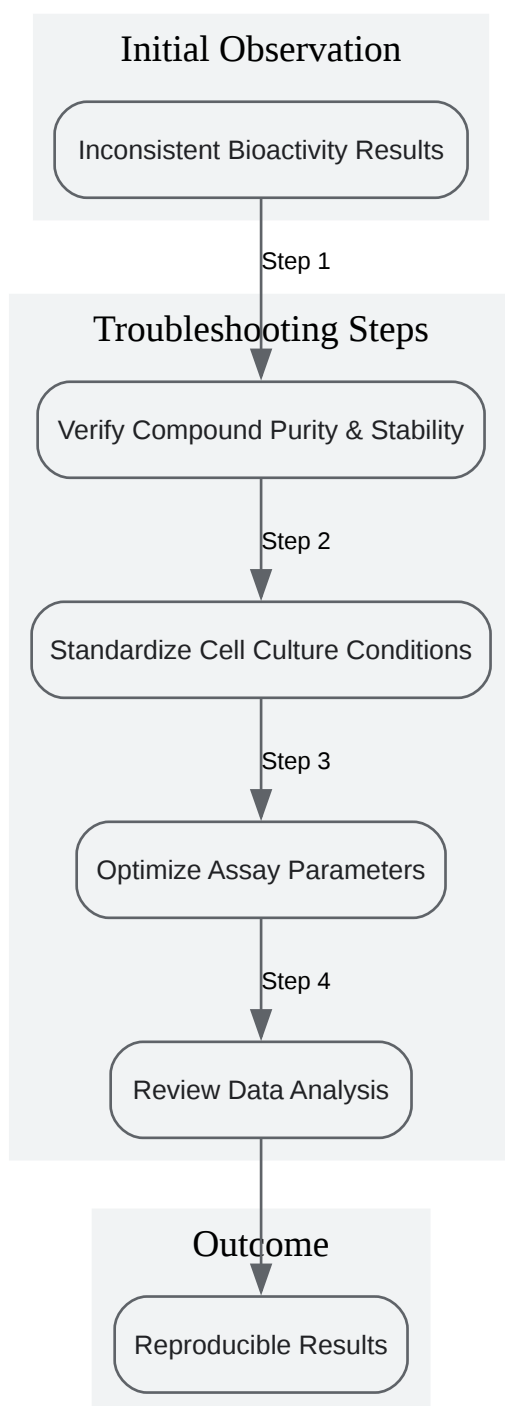 Initial Observation
Inconsistent Bioactivity Results
Step 1
Troubleshooting Steps
Verify Compound Purity & Stability
Step 2
Standardize Cell Culture Conditions
Step 3
Optimize Assay Parameters
Step 4
Review Data Analysis
Outcome
Reproducible Results